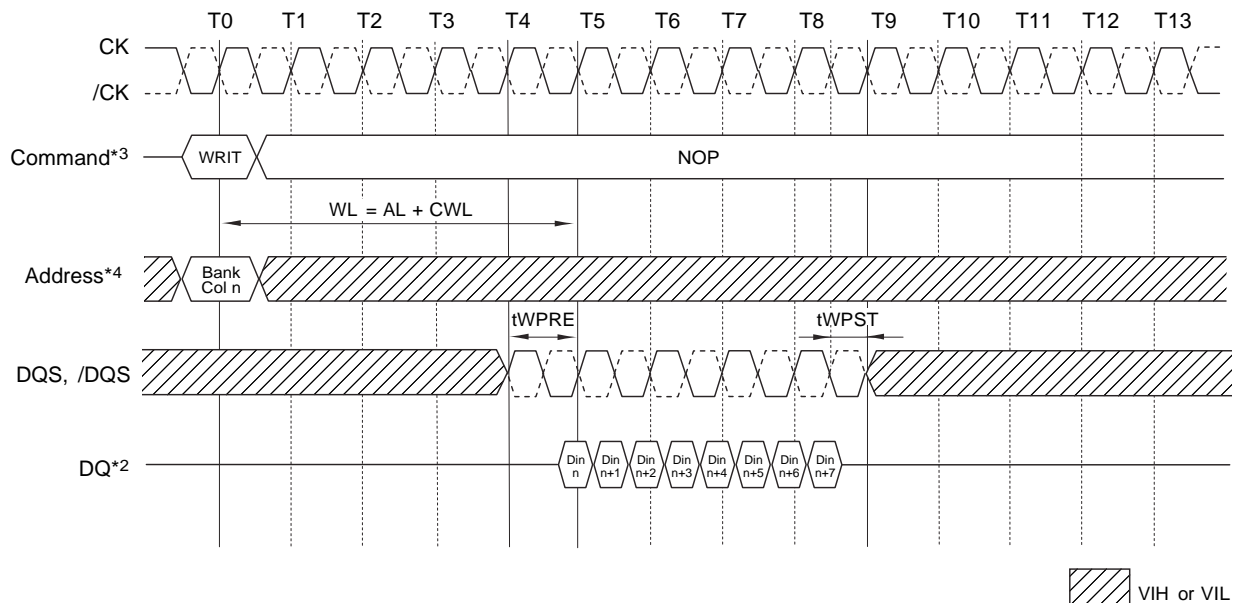 T0 T1 T2 T3 T4 T5 T6 T7 T8 T9 T10 T11 T12 T13
CK
/CK
Command*3 WRIT NOP
WL = AL + CWL
Address*4 Bank
Col n
tWPRE tWPST
DQS, /DQS
DQ*2
Din
n
Din
n+1
Din
n+2
Din
n+3
Din
n+4
Din
n+5
Din
n+6
Din
n+7
VIH or VIL